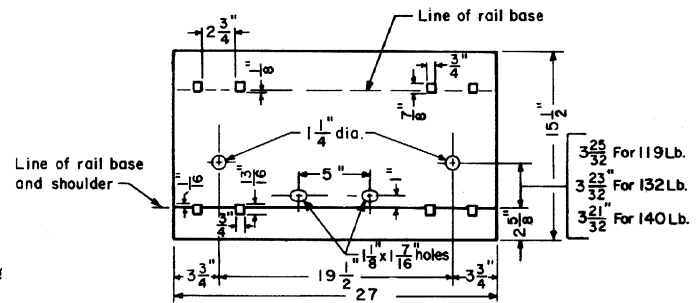 Line of rail base
2 3/4"
1/8"
3/4"
7/8"
15 1/2"
1 1/4" dia.
3 25/32 For 119 Lb.
3 23/32" For 132 Lb.
3 21/32 For 140 Lb.
Line of rail base
and shoulder
1/16"
1 3/16"
5"
1"
3/4"
2 5/8"
1 1/8" x 1 7/16" holes
3 3/4"
19 1/2"
3 3/4"
27